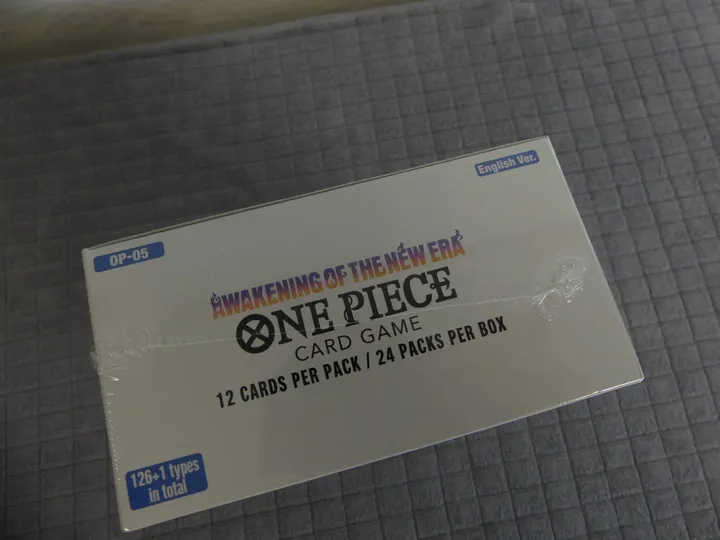 English Ver.
OP-05
AWAKENING OF THE NEW ERA
ONE PIECE
CARD GAME
12 CARDS PER PACK / 24 PACKS PER BOX
126+1 types
in total